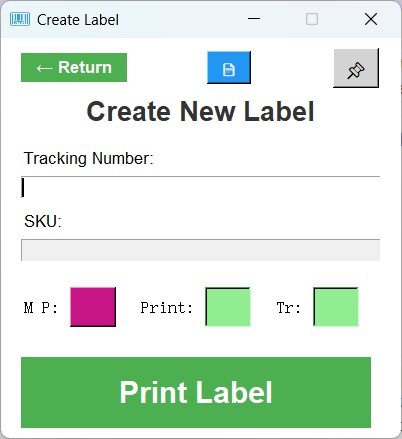 Create Label
← Return
Create New Label
Tracking Number:
SKU:
M P: Print: Tr:
Print Label